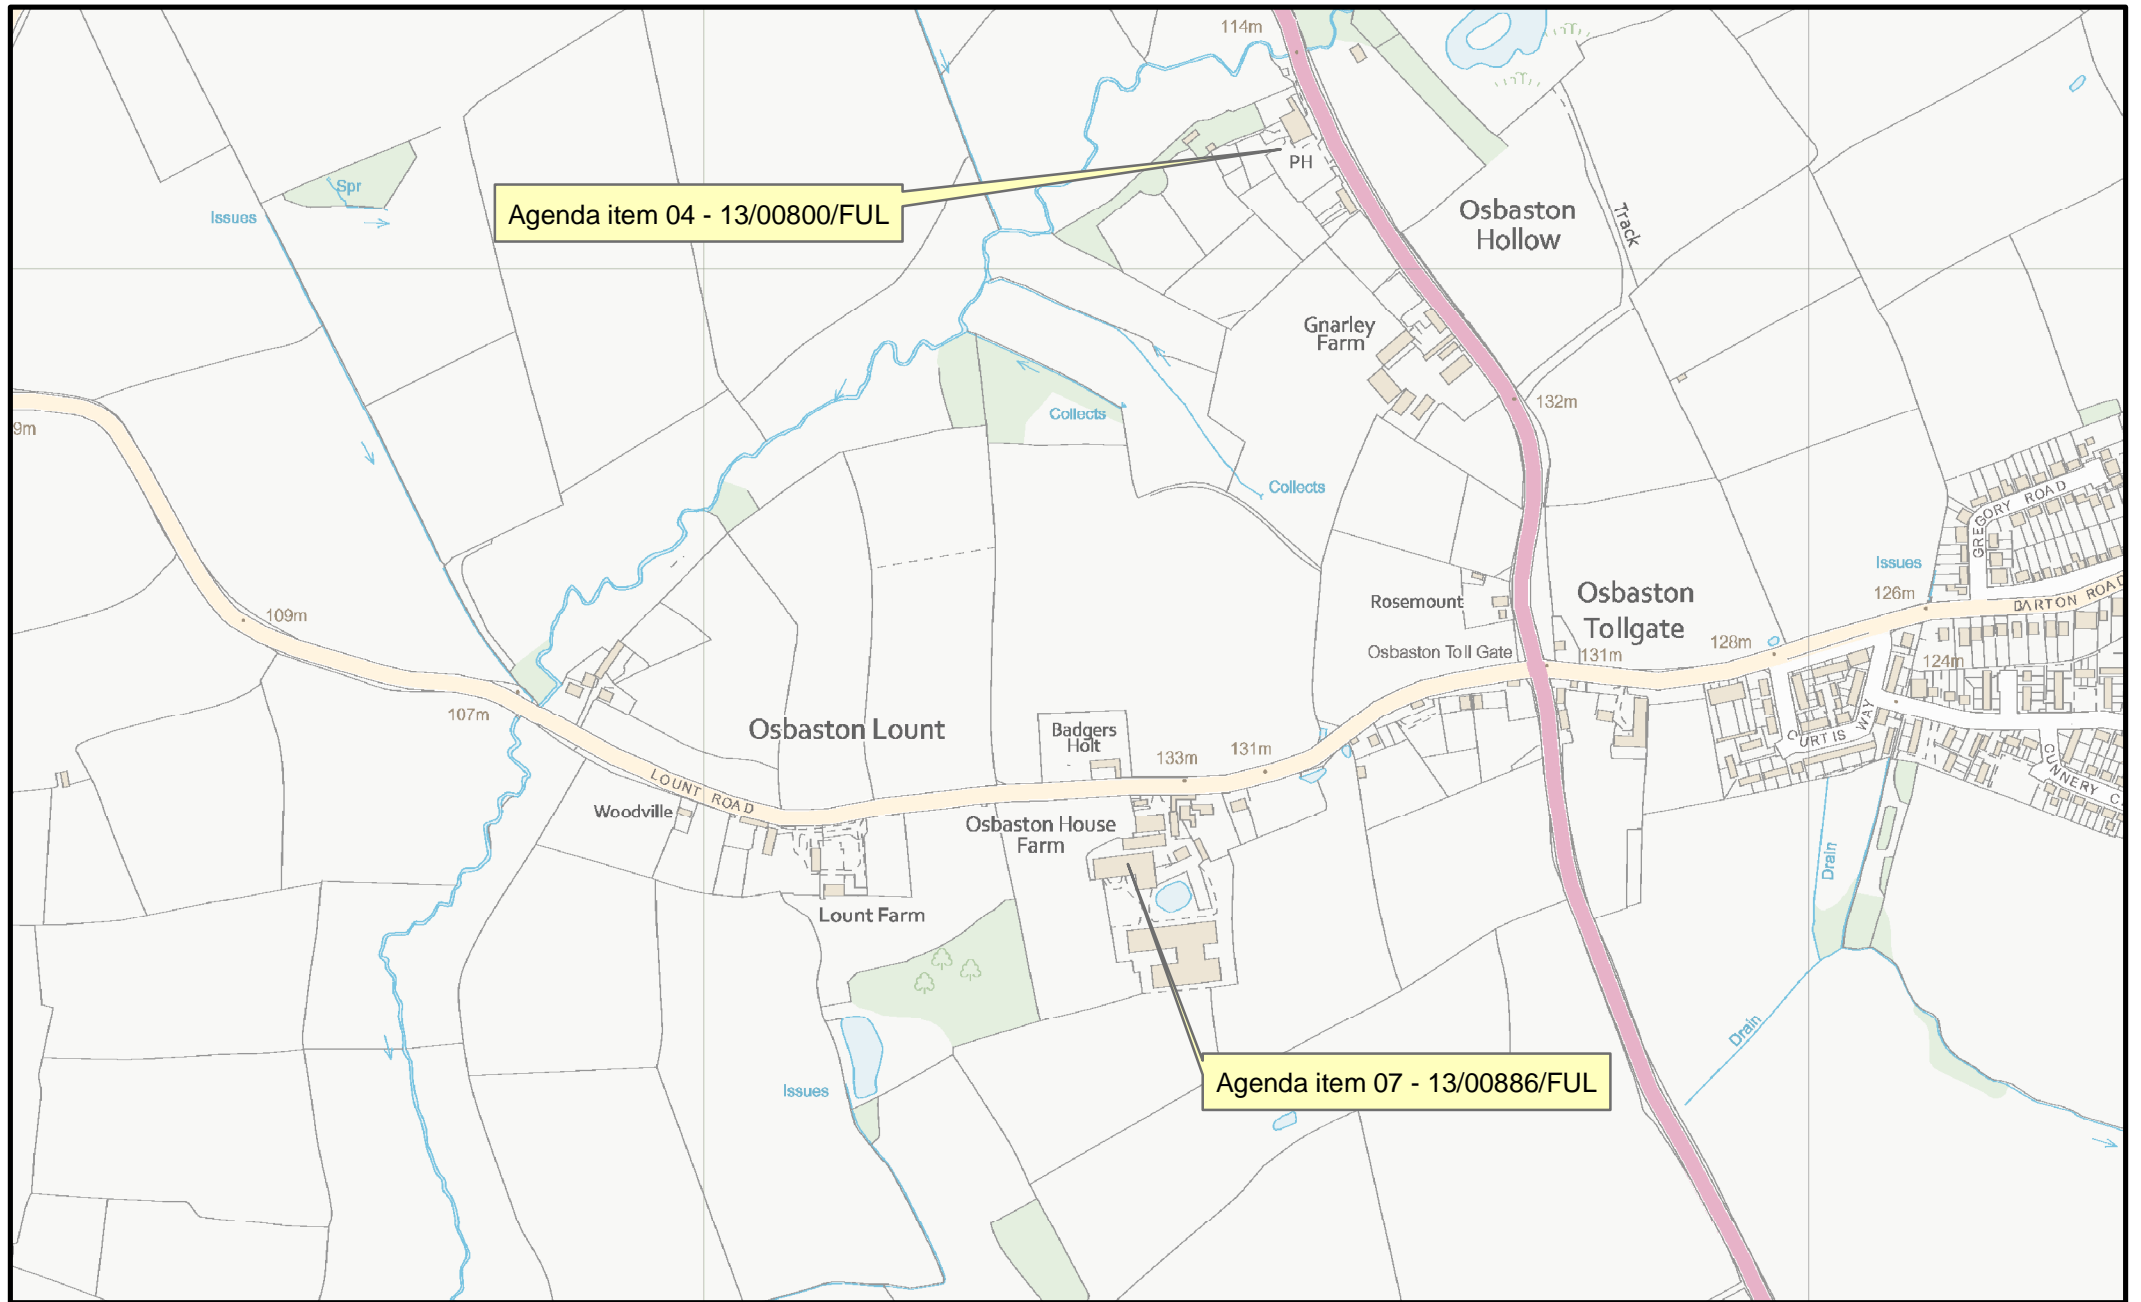 114m
Spr
Issues
Agenda item 04 - 13/00800/FUL
PH
Osbaston
Hollow
Track
Gnarley
Farm
132m
9m
Collects
Collects
GREGORY ROAD
Issues
126m
BARTON ROAD
Osbaston
Tollgate
Rosemount
Osbaston Toll Gate
131m
128m
124m
109m
107m
Osbaston Lount
Badgers
Holt
133m
131m
CURTIS WAY
GUNNERY C
LOUNT ROAD
Woodville
Osbaston House
Farm
Drain
Lount Farm
Drain
Issues
Agenda item 07 - 13/00886/FUL